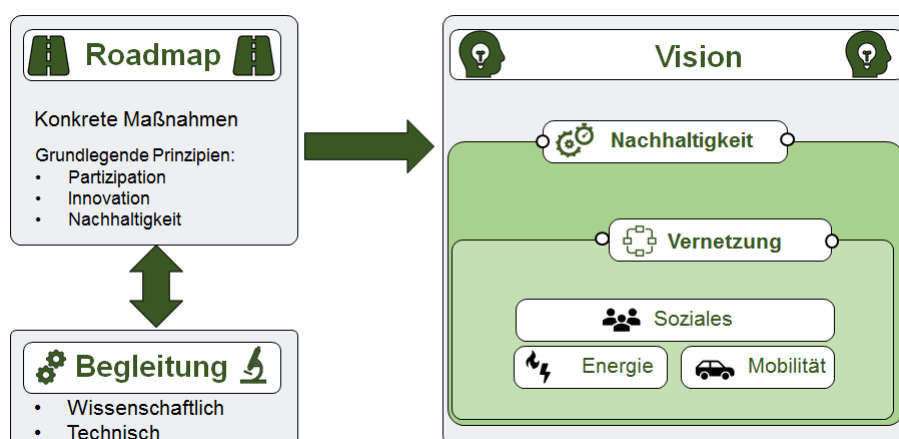 Roadmap
Konkrete Maßnahmen
Grundlegende Prinzipien:
• Partizipation
• Innovation
• Nachhaltigkeit
Begleitung
• Wissenschaftlich
• Technisch
Vision
Nachhaltigkeit
Vernetzung
Soziales
Energie
Mobilität